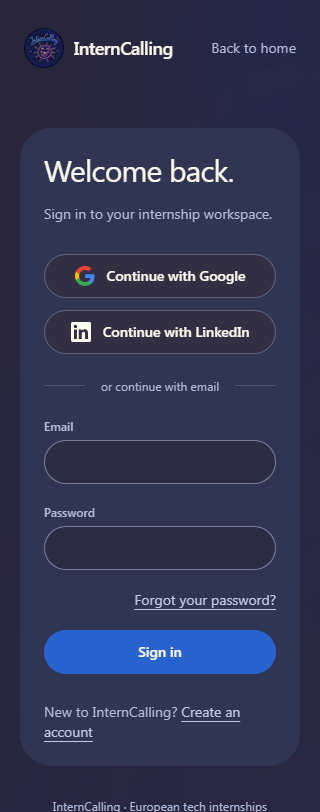 InternCalling
InternCalling
Back to home
Welcome back.
Sign in to your internship workspace.
Continue with Google
in Continue with LinkedIn
or continue with email
Email
Password
Forgot your password?
Sign in
New to InternCalling? Create an
account
InternCalling · European tech internships